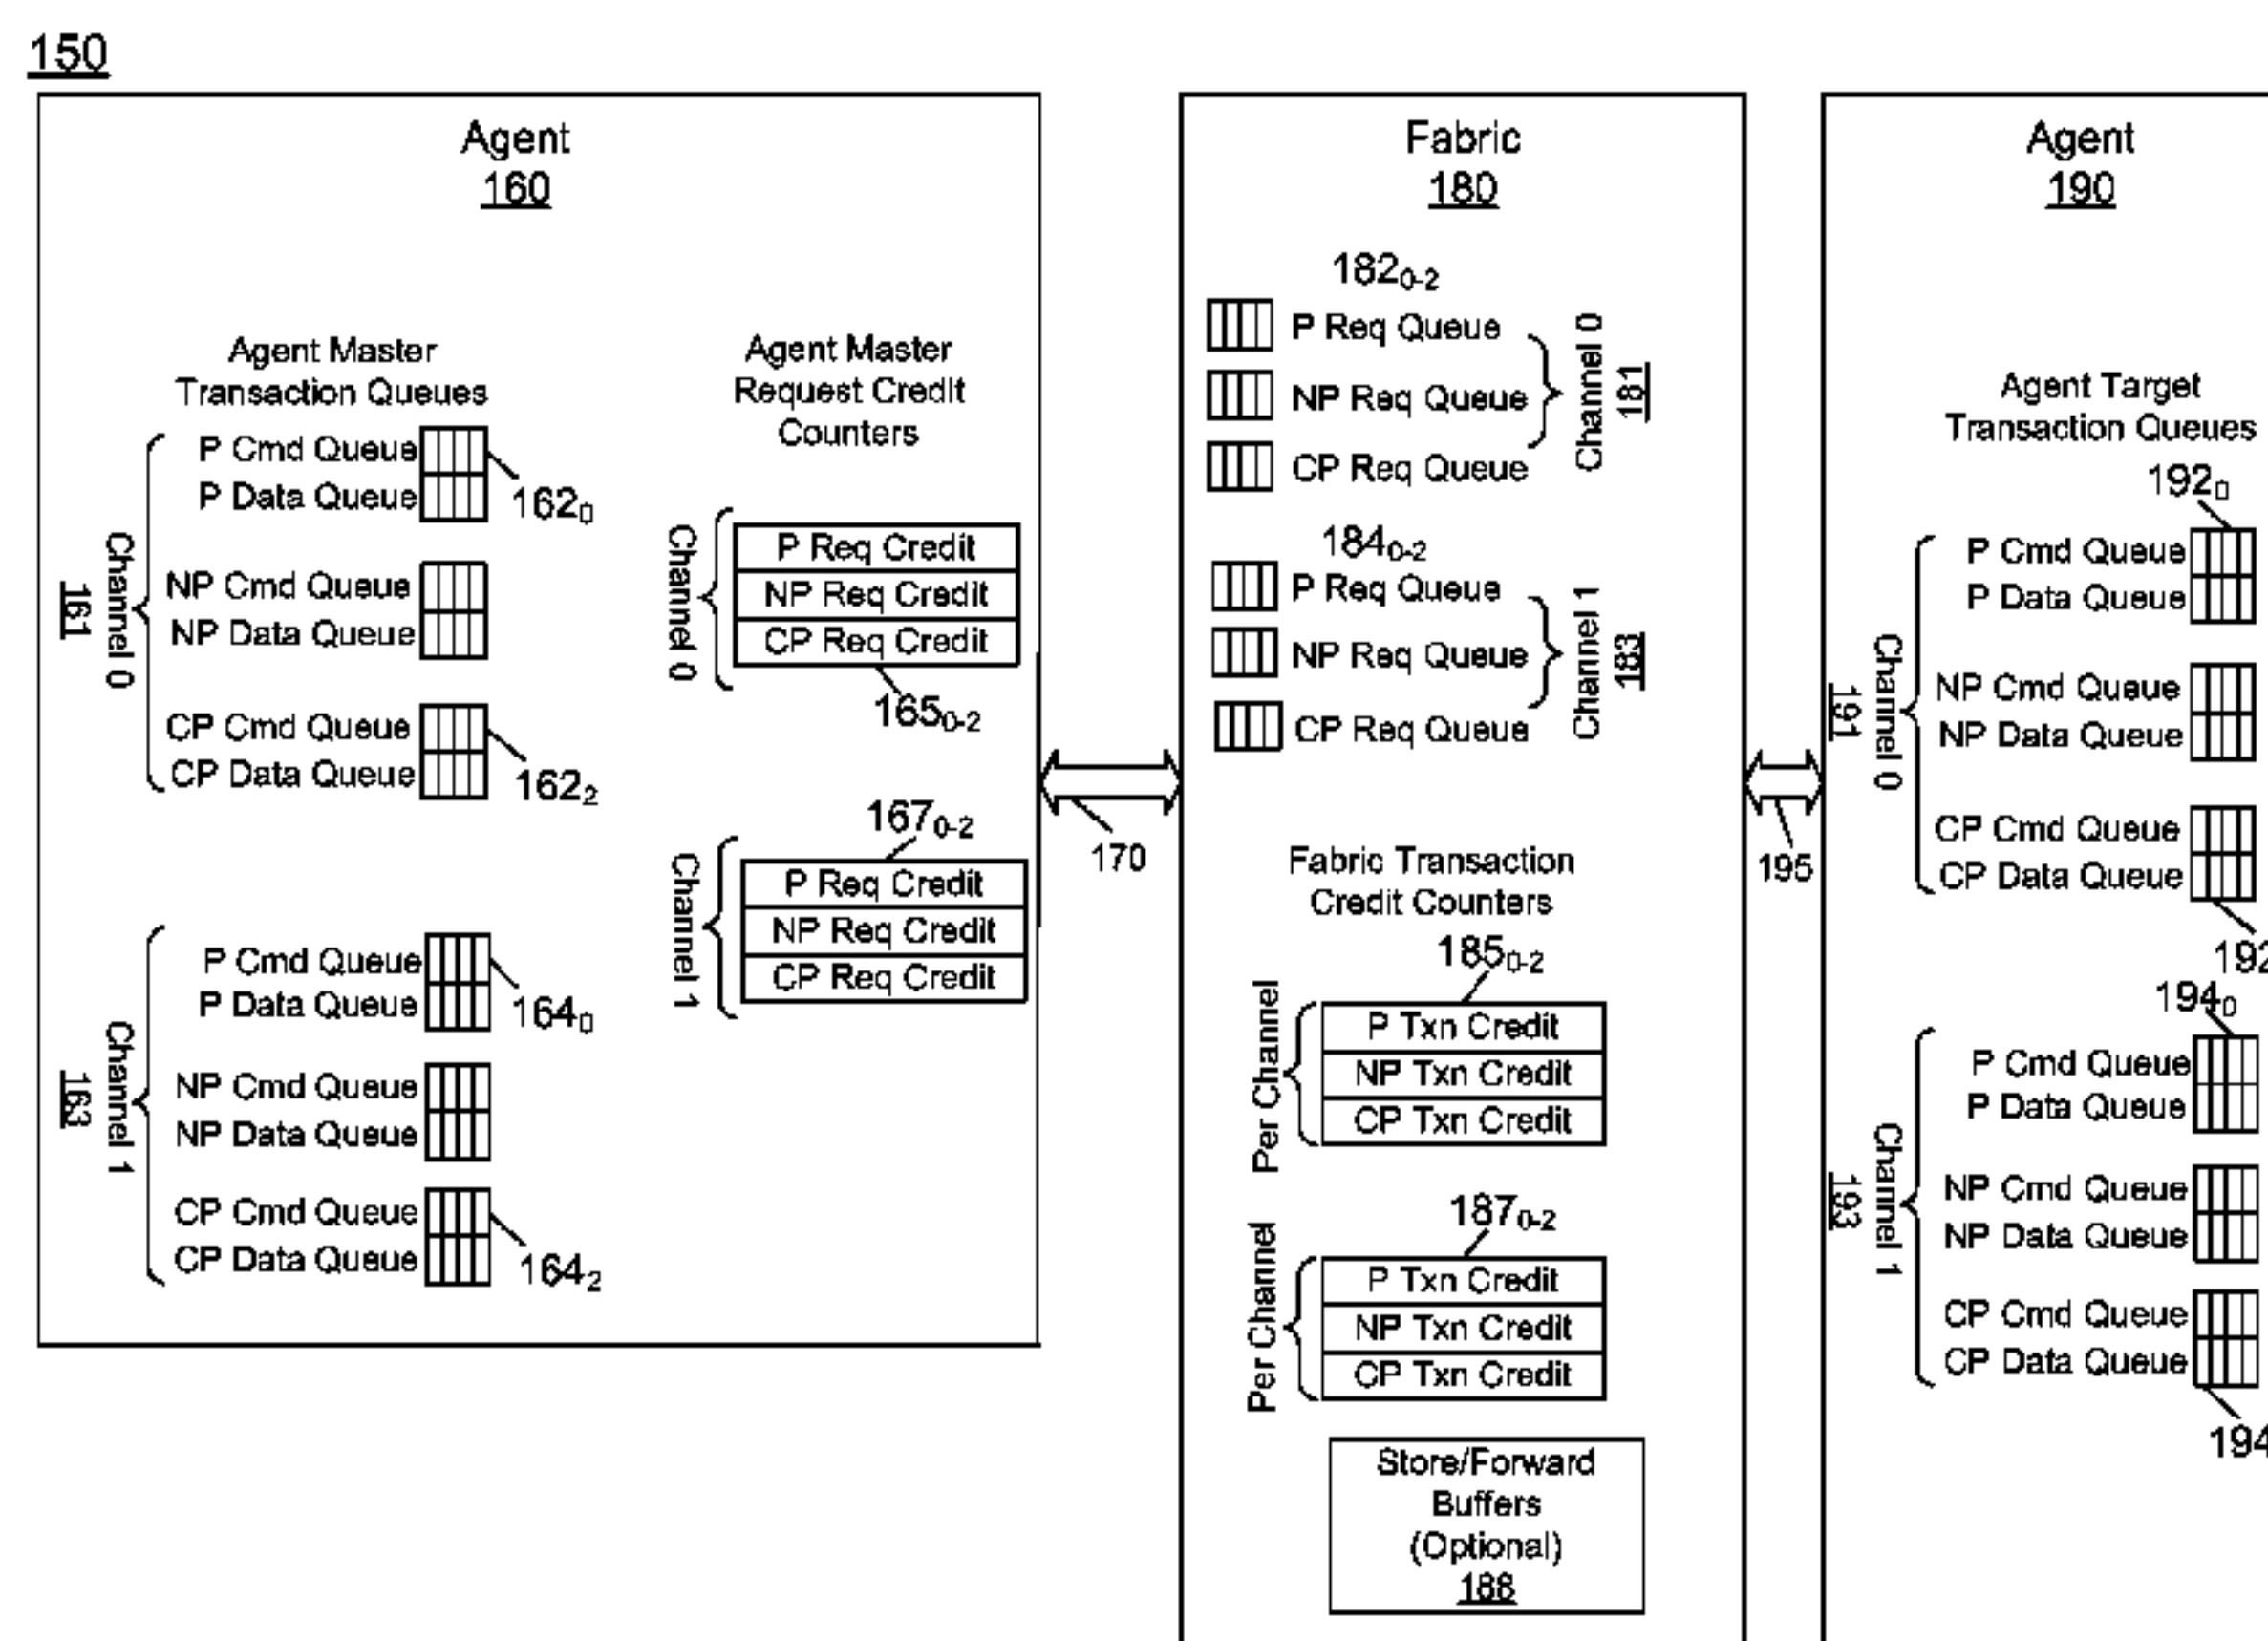 150
Agent
160
Agent Master
Transaction Queues
Channel 0
161
P Cmd Queue
P Data Queue
162₀
NP Cmd Queue
NP Data Queue
CP Cmd Queue
CP Data Queue
162₂
Channel 1
163
P Cmd Queue
P Data Queue
164₀
NP Cmd Queue
NP Data Queue
CP Cmd Queue
CP Data Queue
164₂
Agent Master
Request Credit
Counters
Channel 0
P Req Credit
NP Req Credit
CP Req Credit
165₀₋₂
167₀₋₂
Channel 1
P Req Credit
NP Req Credit
CP Req Credit
170
Fabric
180
182₀₋₂
P Req Queue
NP Req Queue
CP Req Queue
Channel 0
181
184₀₋₂
P Req Queue
NP Req Queue
CP Req Queue
Channel 1
183
Fabric Transaction
Credit Counters
185₀₋₂
Per Channel
P Txn Credit
NP Txn Credit
CP Txn Credit
187₀₋₂
Per Channel
P Txn Credit
NP Txn Credit
CP Txn Credit
Store/Forward
Buffers
(Optional)
188
195
Agent
190
Agent Target
Transaction Queues
192₀
Channel 0
191
P Cmd Queue
P Data Queue
NP Cmd Queue
NP Data Queue
CP Cmd Queue
CP Data Queue
192
194₀
Channel 1
193
P Cmd Queue
P Data Queue
NP Cmd Queue
NP Data Queue
CP Cmd Queue
CP Data Queue
194